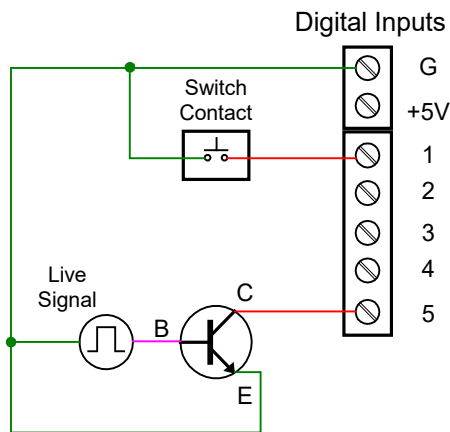 Digital Inputs
G
Switch
Contact
+5V
1
2
3
4
Live
Signal
C
5
B
E